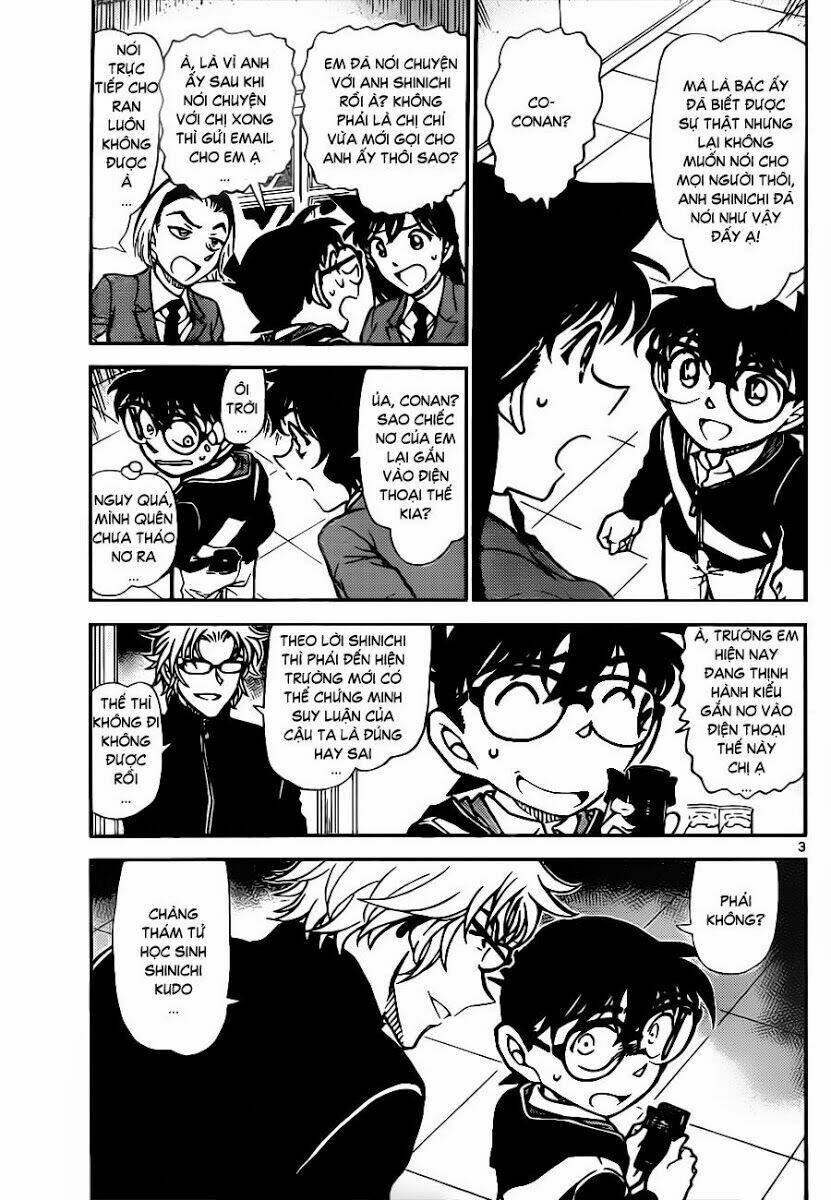 MÀ LÀ BÁC ẤY
ĐÃ BIẾT ĐƯỢC
SỰ THẬT NHƯNG
LẠI KHÔNG
MUỐN NÓI CHO
MỌI NGƯỜI THÔI,
ANH SHINICHI ĐÃ
NÓI NHƯ VẬY
ĐẤY Ạ!
CO-
CONAN?
EM ĐÃ NÓI CHUYỆN
VỚI ANH SHINICHI
RỒI À? KHÔNG
PHẢI LÀ CHỊ CHỈ
VỪA MỚI GỌI CHO
ANH ẤY THÔI SAO?
À, LÀ VÌ ANH
ẤY SAU KHI
NÓI CHUYỆN
VỚI CHỊ XONG
THÌ GỬI EMAIL
CHO EM Ạ
...
NÓI
TRỰC
TIẾP CHO
RAN
LUÔN
KHÔNG
ĐƯỢC
À
...
ỦA, CONAN?
SAO CHIẾC
NƠ CỦA EM
LẠI GẮN
VÀO ĐIỆN
THOẠI THẾ
KIA?
ÔI
TRỜI
...
NGUY QUÁ,
MÌNH QUÊN
CHƯA THÁO
NƠ RA
...
À, TRƯỜNG EM
HIỆN NAY
ĐANG THỊNH
HÀNH KIỂU
GẮN NƠ VÀO
ĐIỆN THOẠI
THẾ NÀY
CHỊ Ạ
...
THEO LỜI SHINICHI
THÌ PHẢI ĐẾN HIỆN
TRƯỜNG MỚI CÓ
THỂ CHỨNG MINH
SUY LUẬN CỦA
CẬU TA LÀ ĐÚNG
HAY SAI
...
THẾ THÌ
KHÔNG ĐI
KHÔNG
ĐƯỢC
RỒI
...
3
PHẢI
KHÔNG?
CHÀNG
THÁM TỬ
HỌC SINH
SHINICHI
KUDO
...